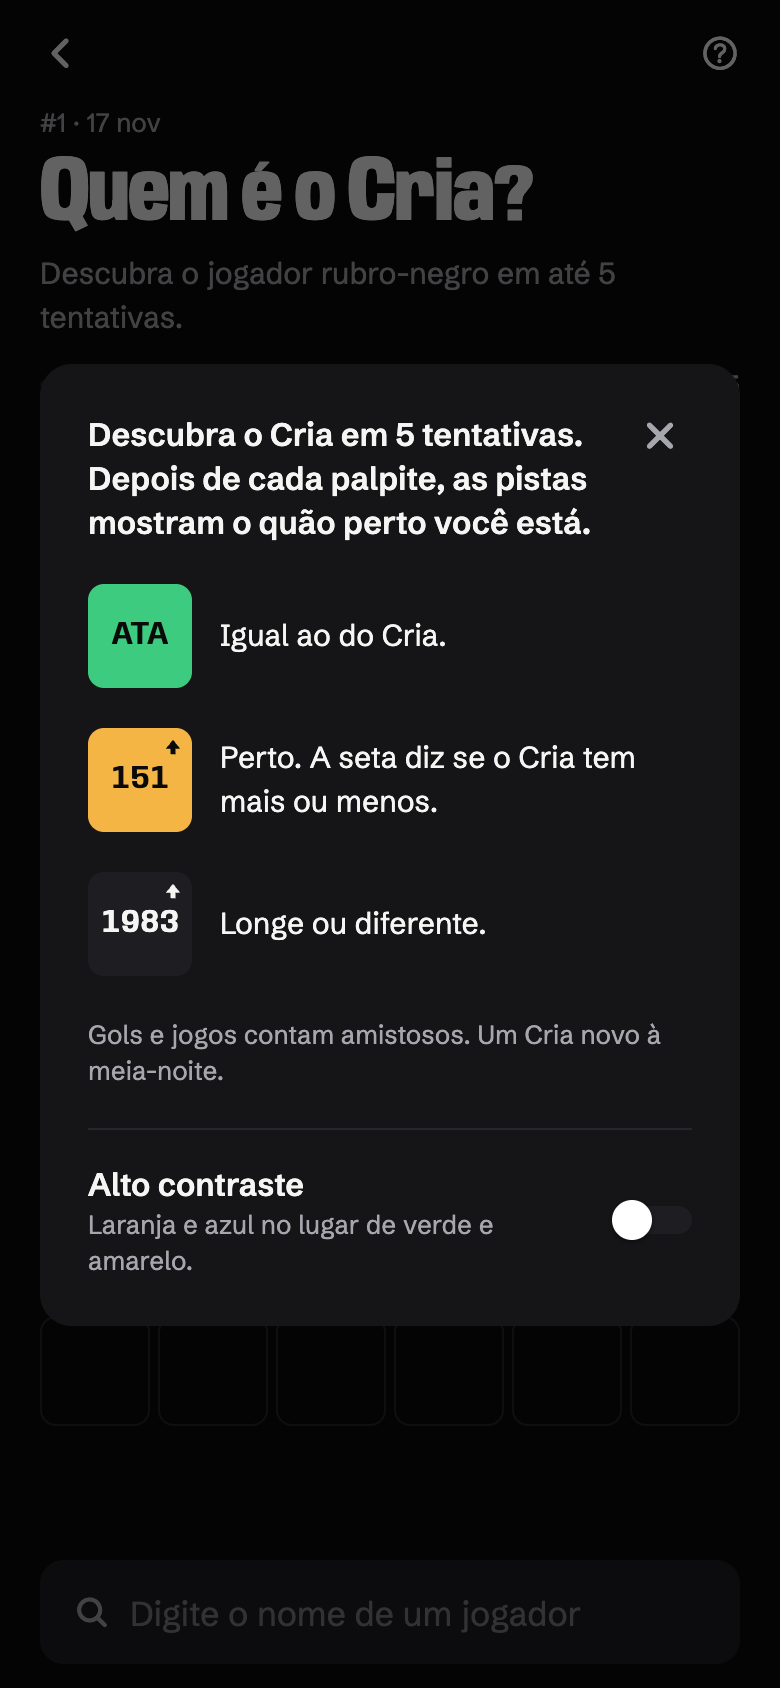 #1 · 17 nov
Quem é o Cria?
Descubra o jogador rubro-negro em até 5
tentativas.
Descubra o Cria em 5 tentativas.
Depois de cada palpite, as pistas
mostram o quão perto você está.
ATA
Igual ao do Cria.
151
Perto. A seta diz se o Cria tem
mais ou menos.
1983
Longe ou diferente.
Gols e jogos contam amistosos. Um Cria novo à
meia-noite.
Alto contraste
Laranja e azul no lugar de verde e
amarelo.
Digite o nome de um jogador